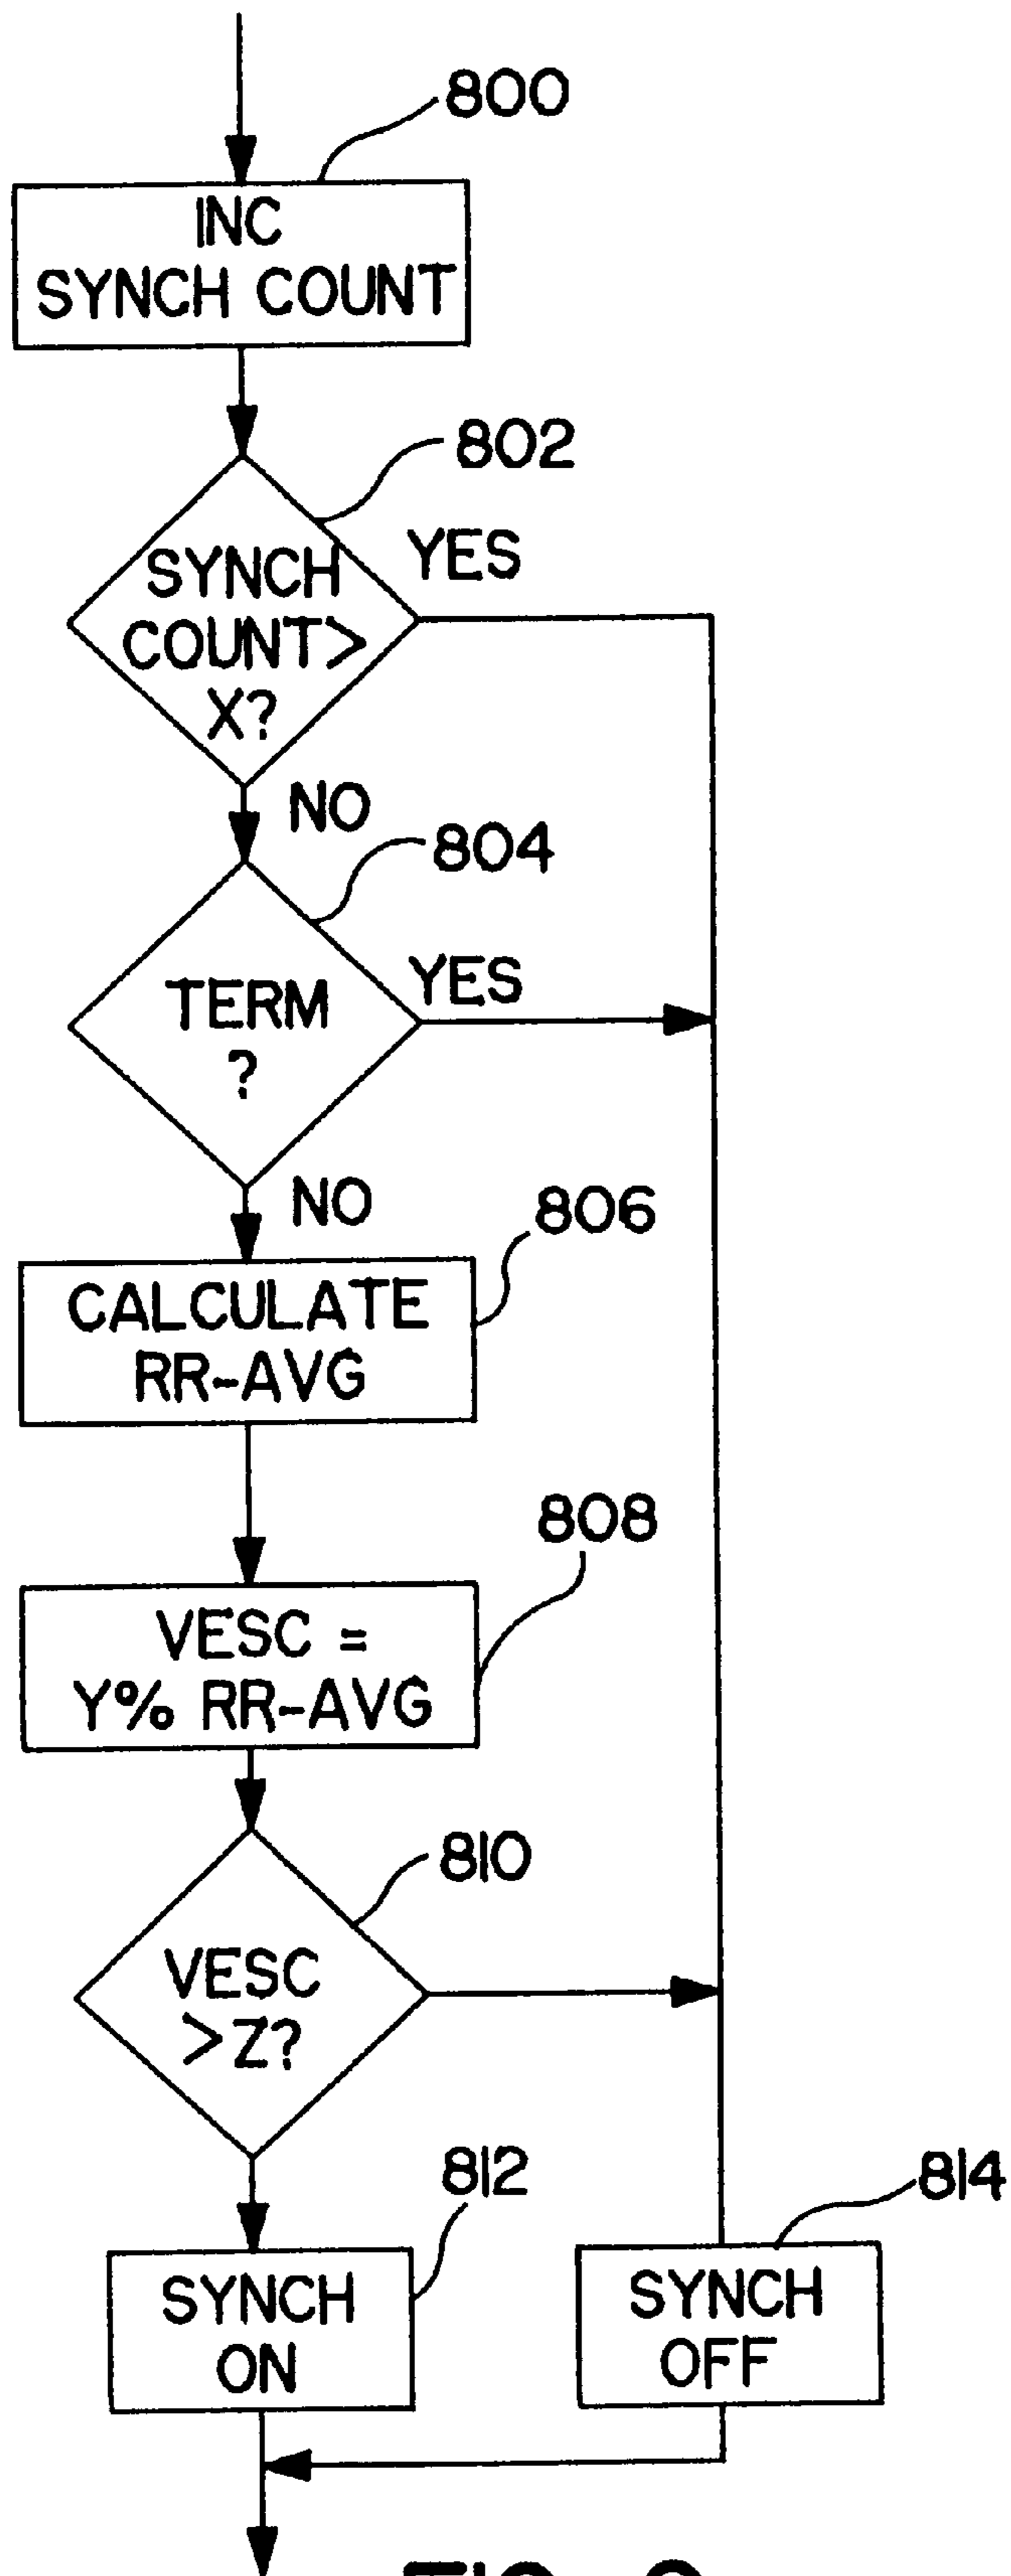 800
INC
SYNCH COUNT
802
YES
SYNCH
COUNT>
X?
NO
804
YES
TERM
?
NO
806
CALCULATE
RR-AVG
808
VESC =
Y% RR-AVG
810
VESC
>Z?
812
814
SYNCH
ON
SYNCH
OFF